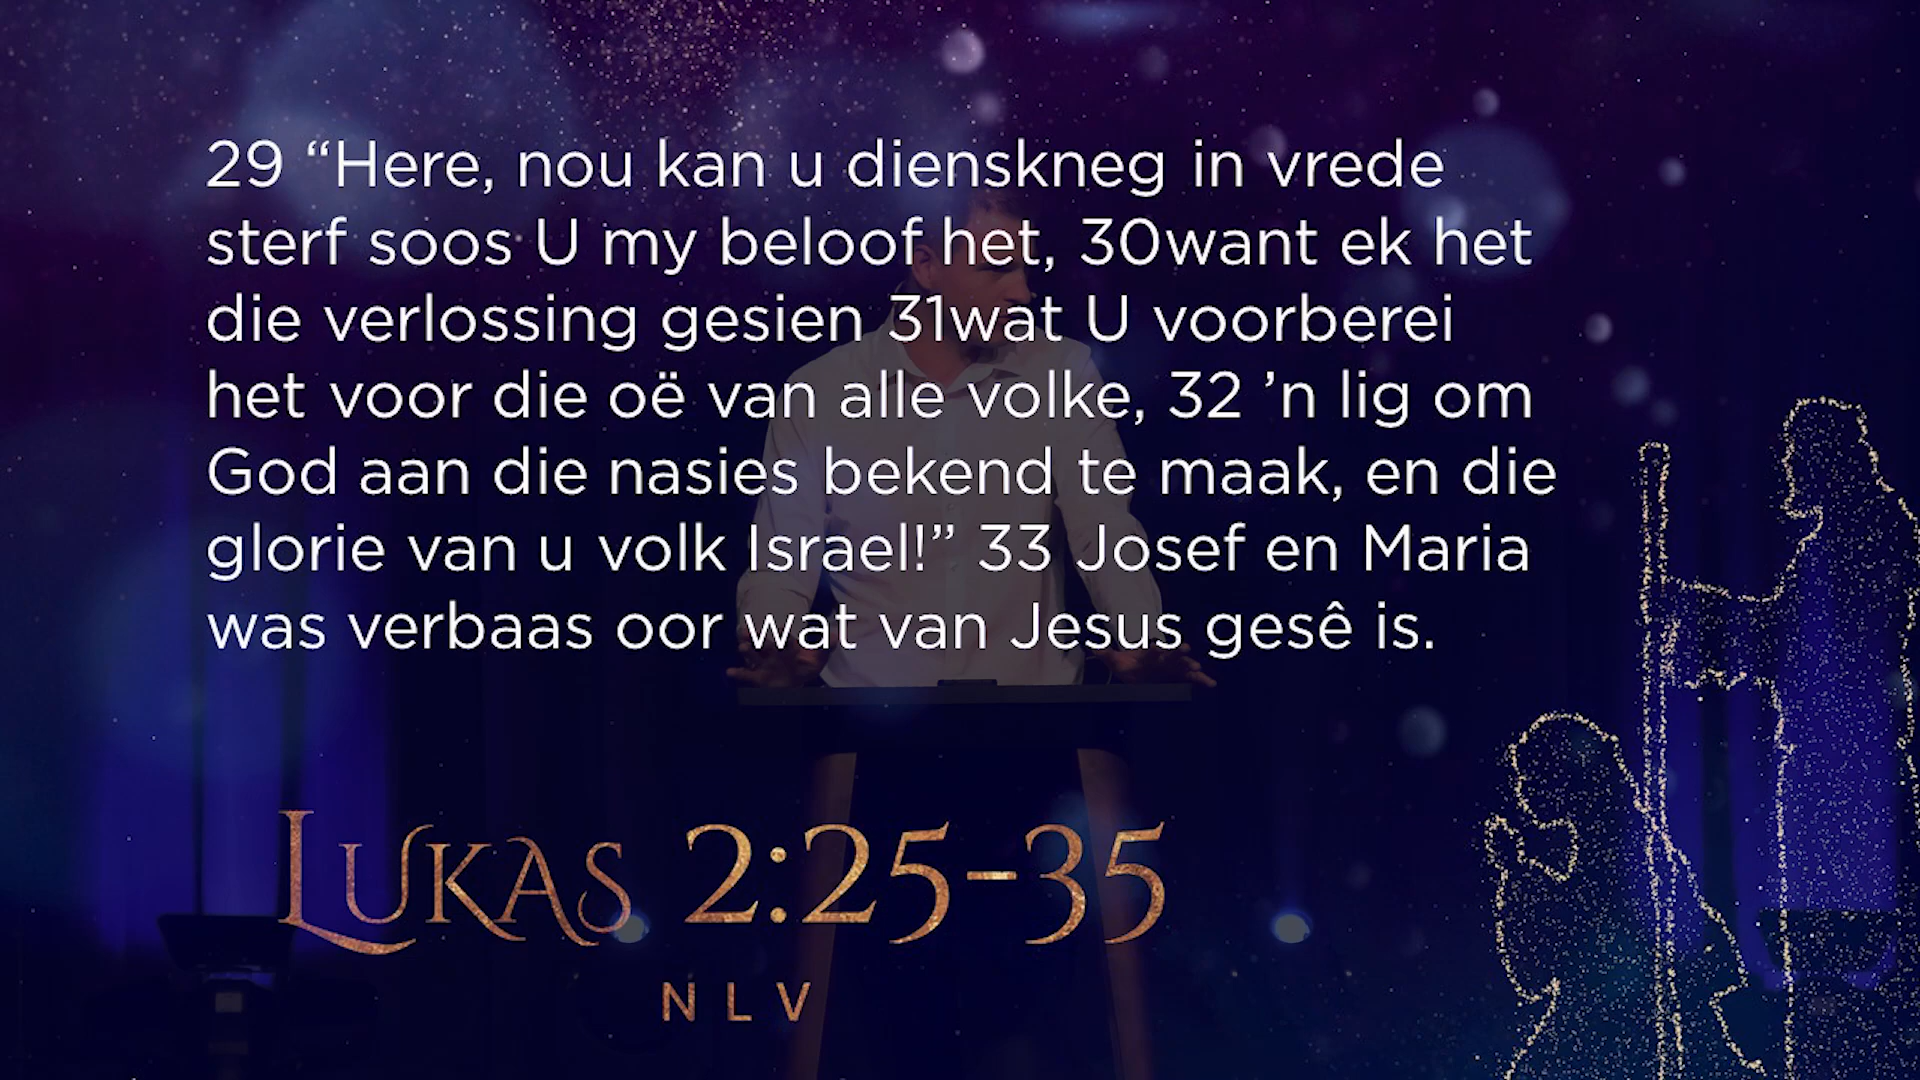 29 “Here, nou kan u dienskneg in vrede
sterf soos U my beloof het, 30want ek het
die verlossing gesien 31wat U voorberei
het voor die oë van alle volke, 32 ’n lig om
God aan die nasies bekend te maak, en die
glorie van u volk Israel!” 33 Josef en Maria
was verbaas oor wat van Jesus gesê is.
LUKAS 2:25-35
NLV